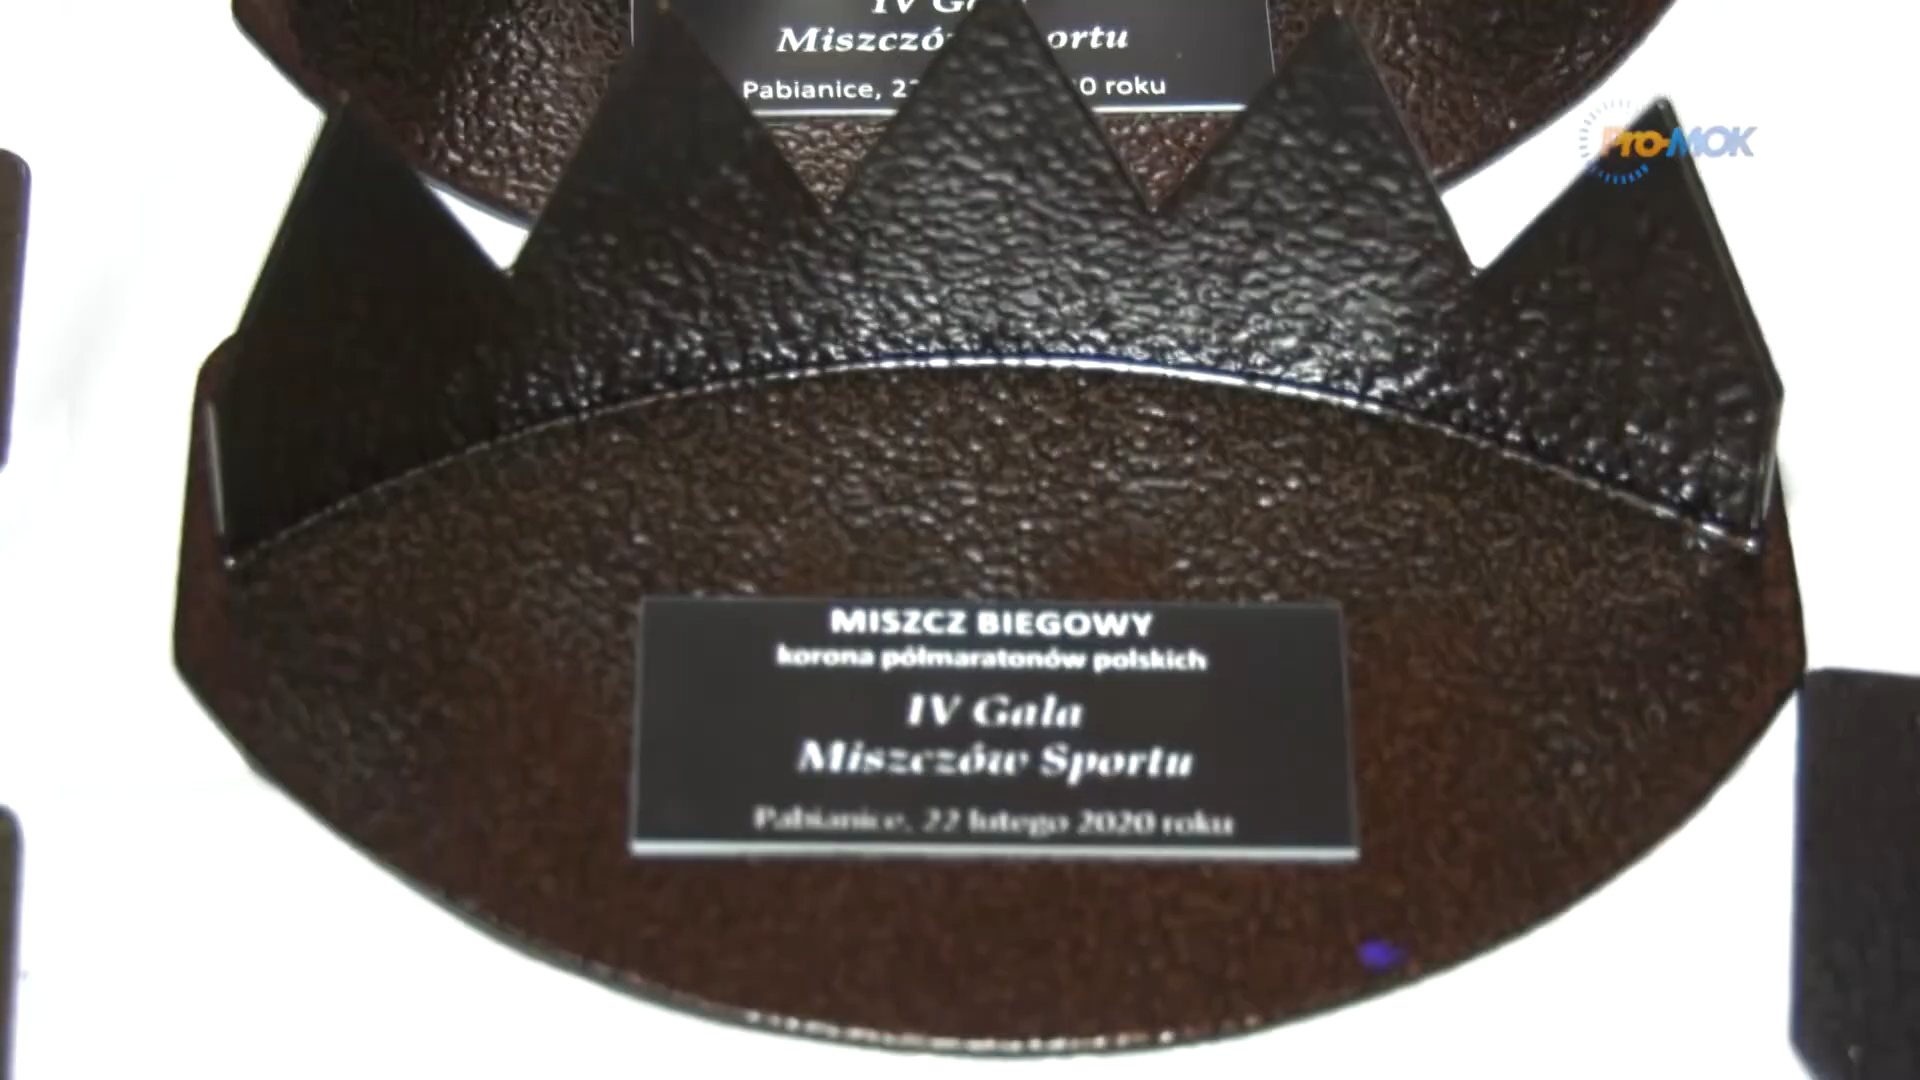 IV
Miszczó ortu
Pabianice, 2 0 roku
Pro-MOK
MISZCZ BIEGOWY
korona półmaratonów polskich
IV Gala
Miszczów Sportu
Pabianice, 22 lutego 2020 roku